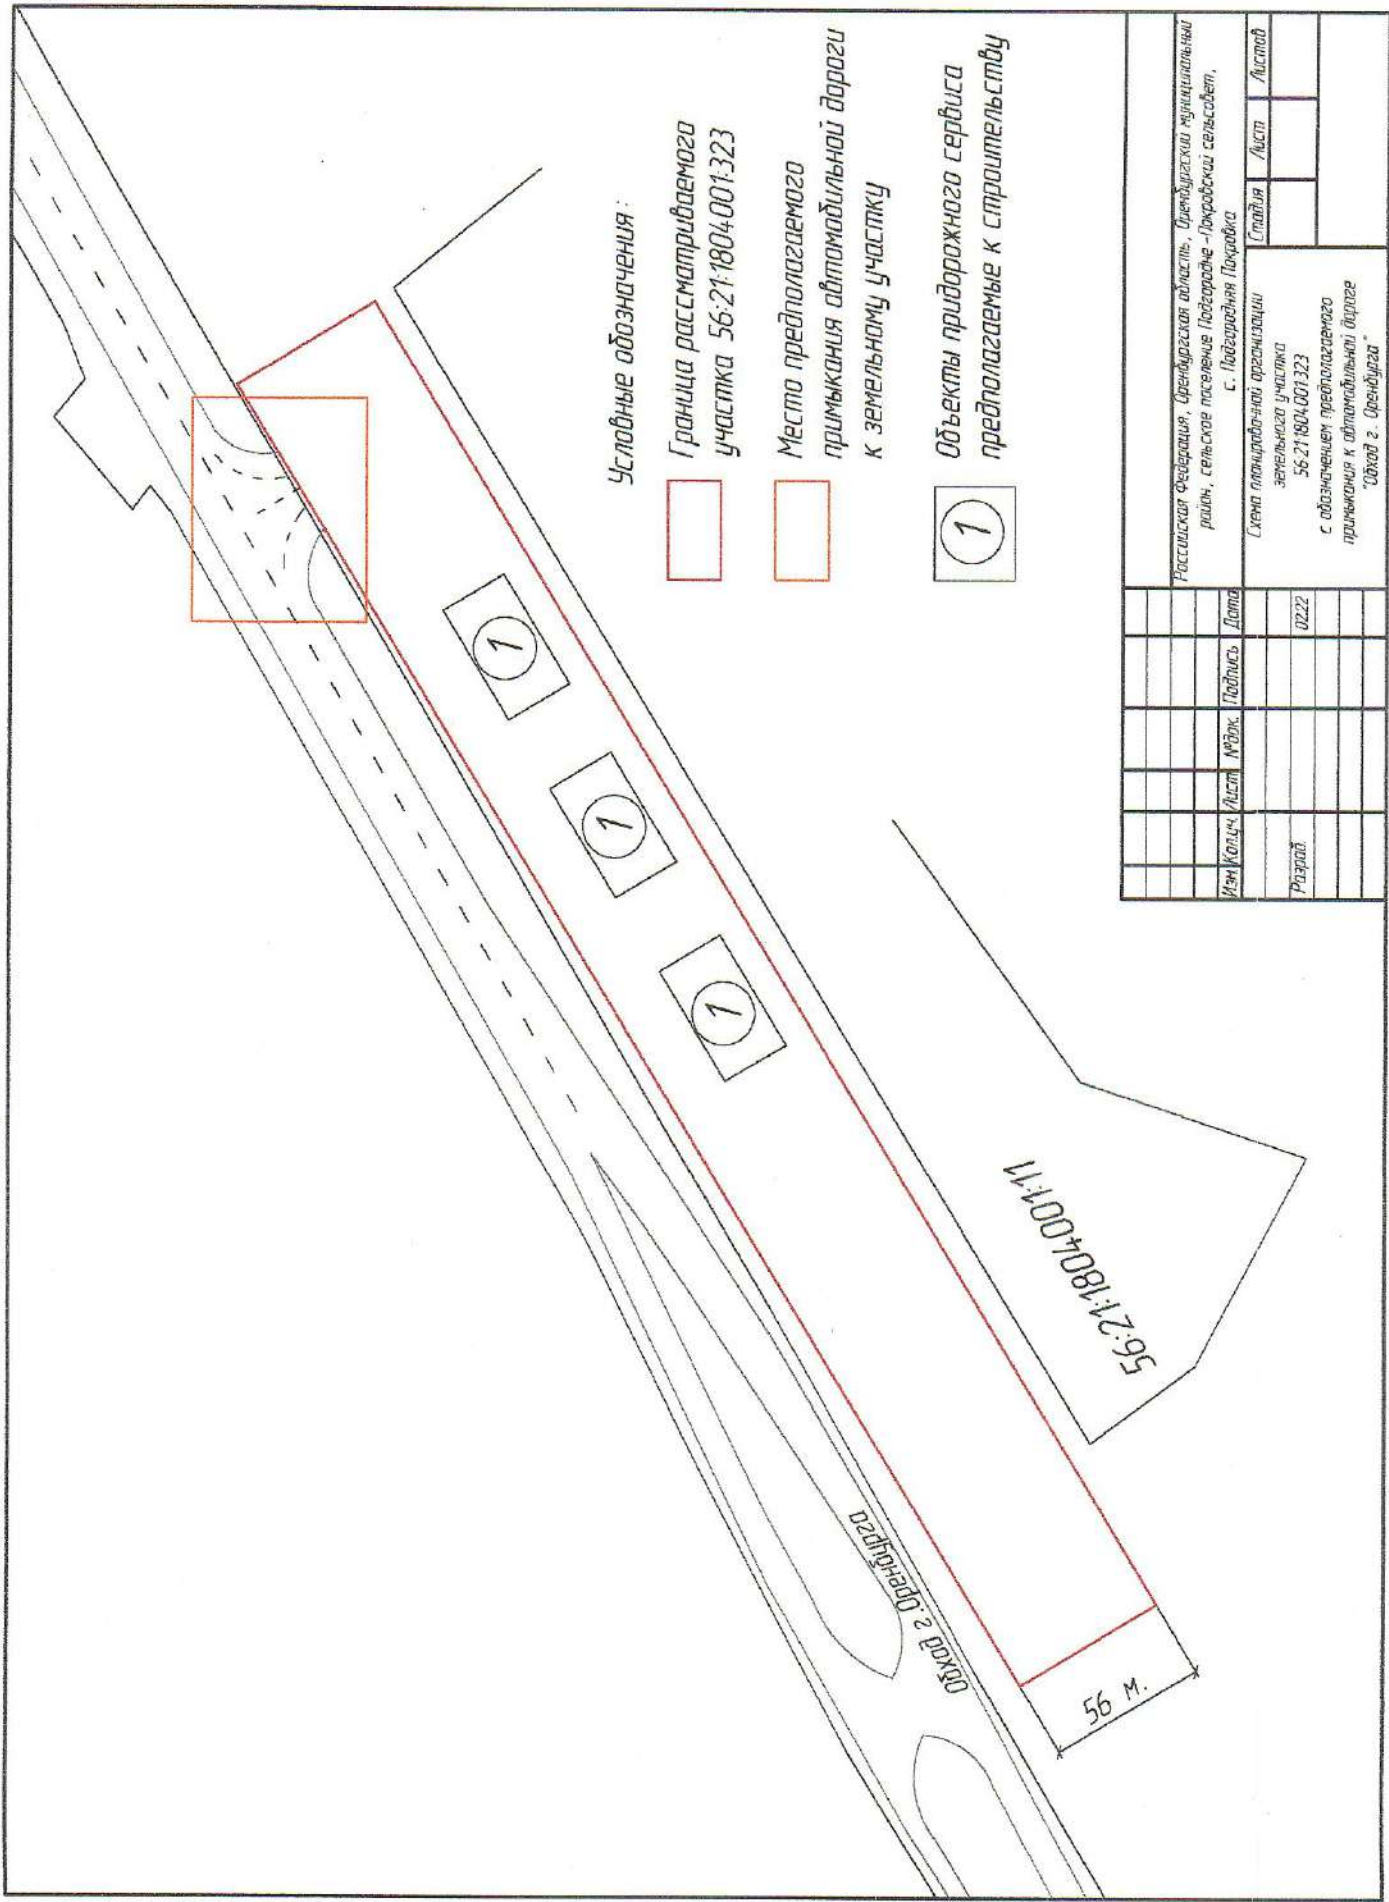 Условные обозначения :
Граница рассматриваемого
участка 56:21:1804001:323
Место предполагаемого
примыкания автомобильной дороги
к земельному участку
1
Объекты придорожного сервиса
предполагаемые к строительству
1
1
1
Обход г.Оренбурга
56 м.
56:21:1804001:11
Изм.
Кол.уч.
Лист
№док.
Подпись
Дата
Разраб.
02.22
Российская Федерация, Оренбургская область, Оренбургский муниципальный
район, сельское поселение Подгородне-Покровский сельсовет,
с. Подгородняя Покровка
Схема планировочной организации
земельного участка
56:21:1804001:323
с обозначением предполагаемого
примыкания к автомобильной дороге
"Обход г. Оренбурга"
Стадия
Лист
Листов